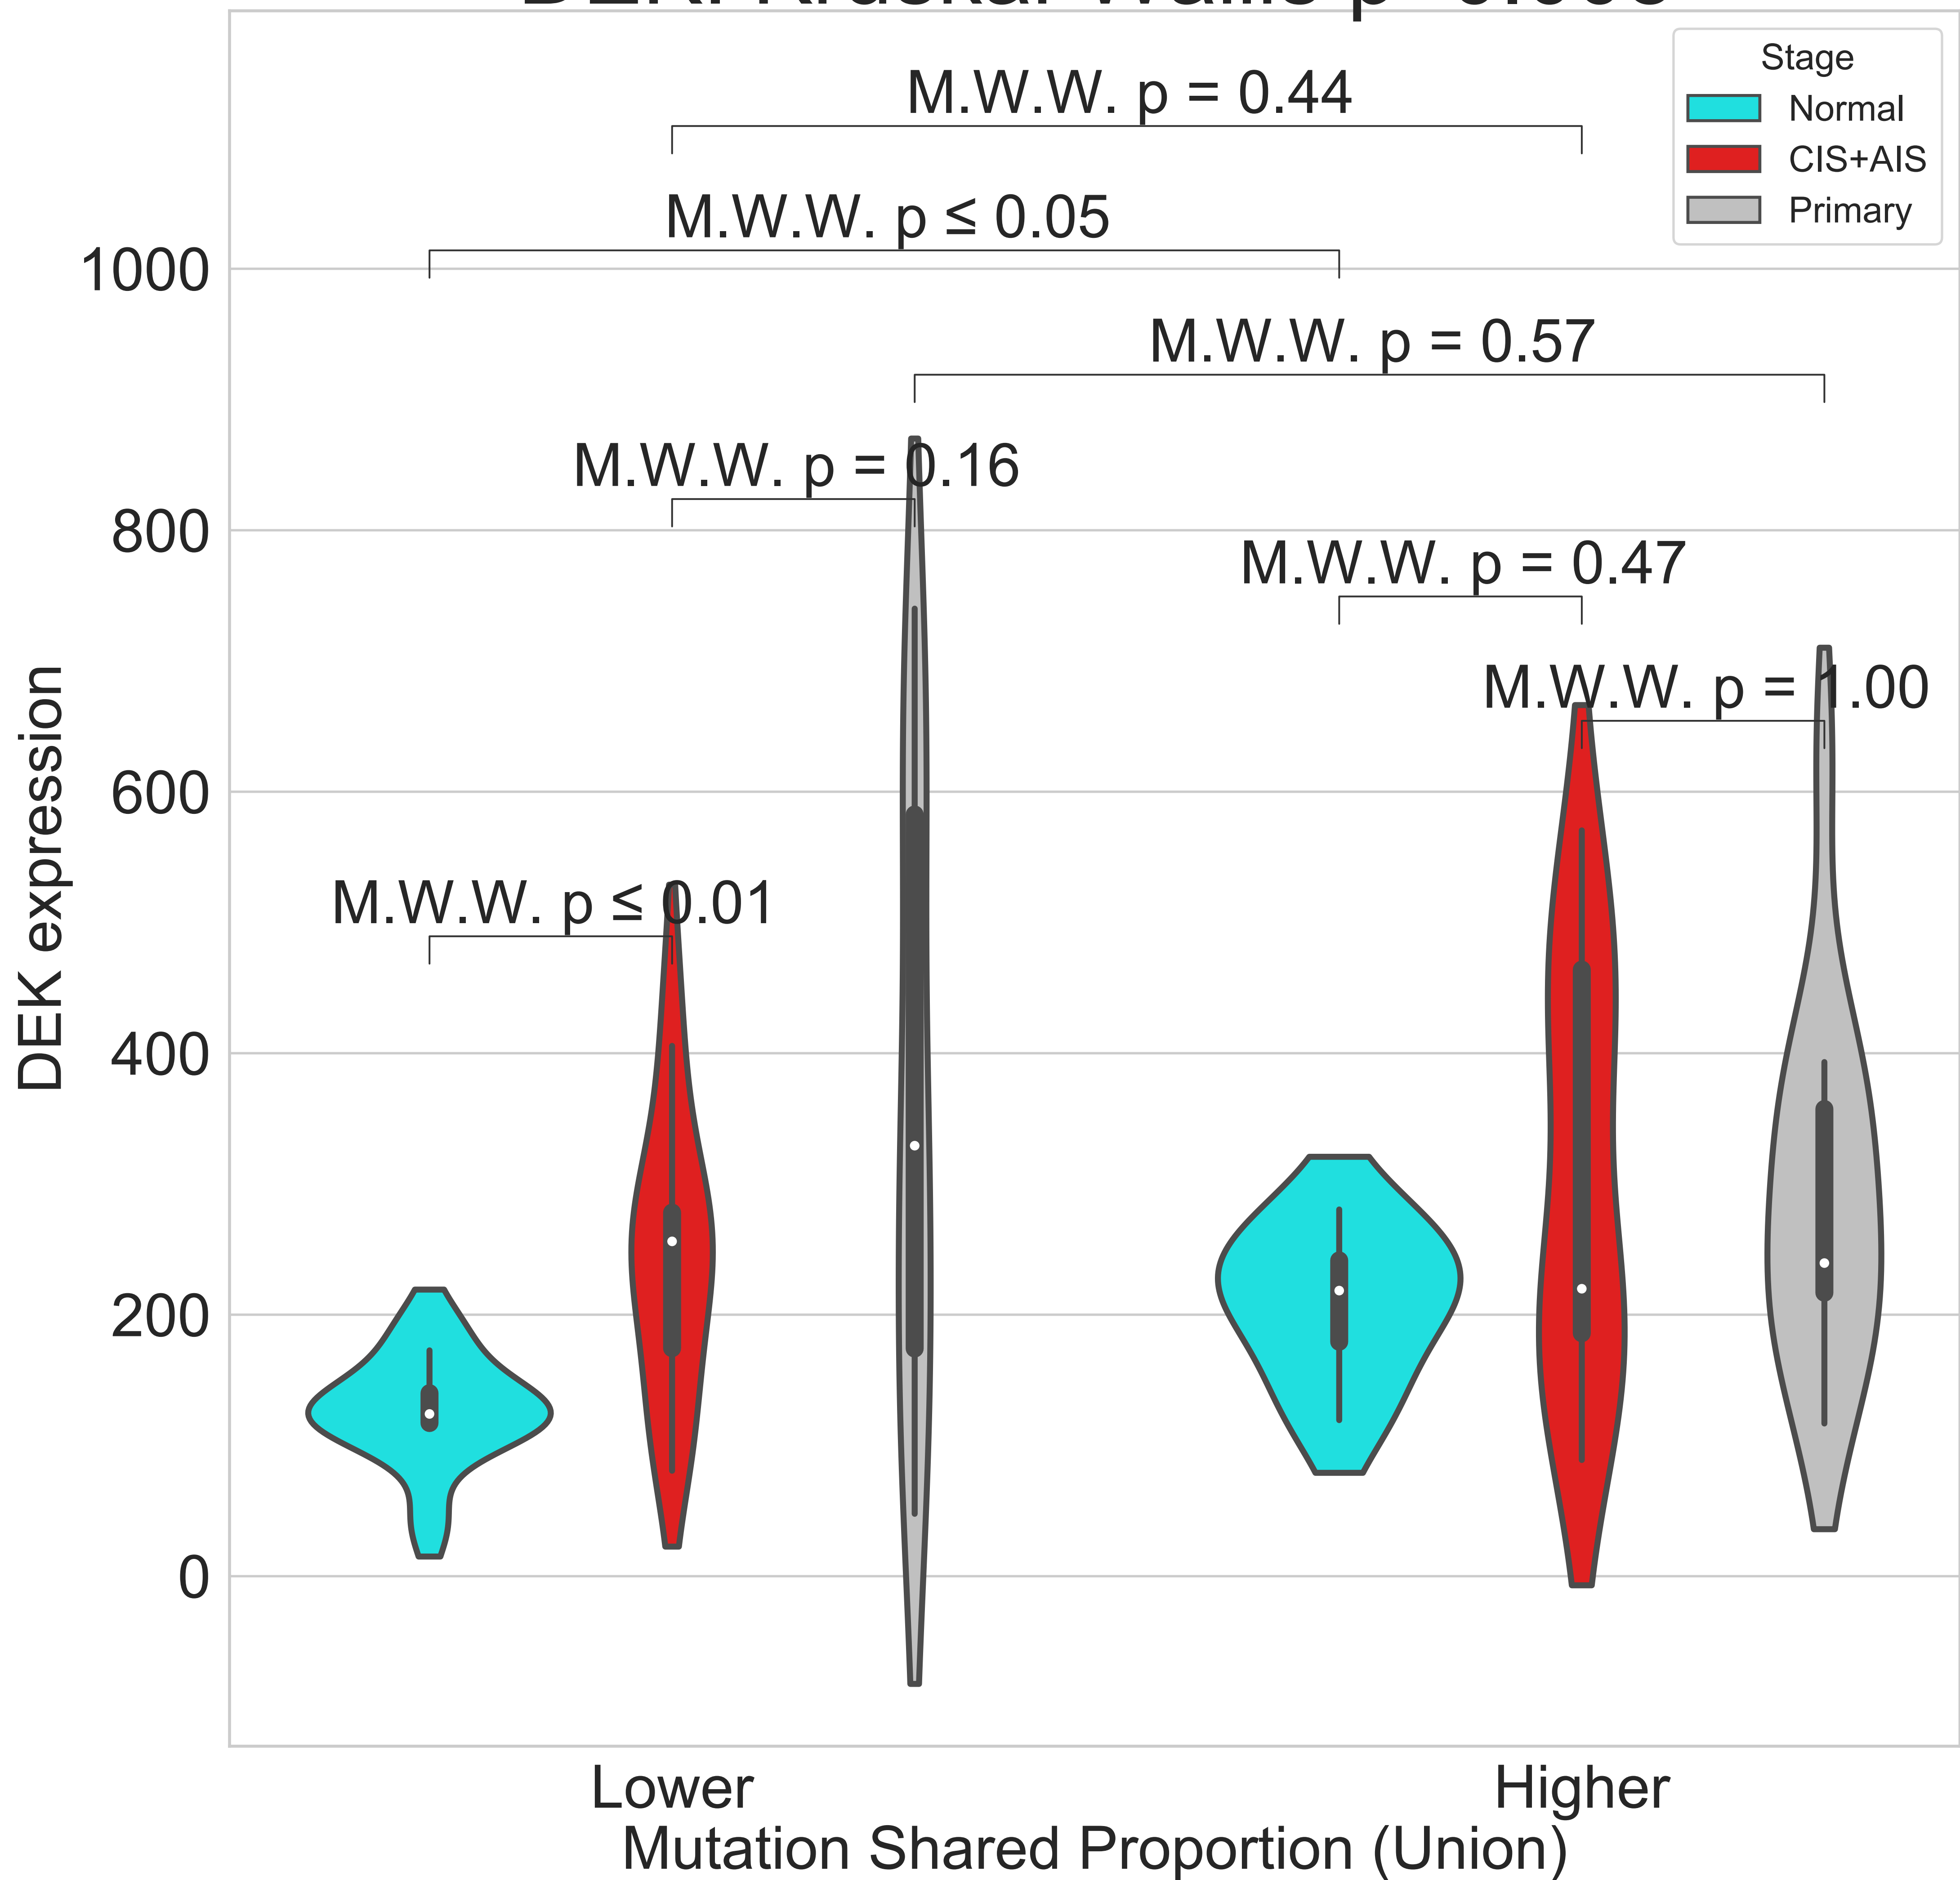 Stage
Normal
CIS+AIS
Primary
M.W.W. p = 0.44
M.W.W. p ≤ 0.05
M.W.W. p = 0.57
M.W.W. p = 0.16
M.W.W. p = 0.47
M.W.W. p = 1.00
M.W.W. p ≤ 0.01
1000
800
600
400
200
0
DEK expression
Lower
Higher
Mutation Shared Proportion (Union)